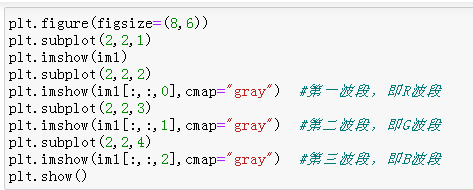 plt.figure(figsize=(8,6))
plt.subplot(2,2,1)
plt.imshow(im1)
plt.subplot(2,2,2)
plt.imshow(im1[:,:,0],cmap="gray")  #第一波段，即R波段
plt.subplot(2,2,3)
plt.imshow(im1[:,:,1],cmap="gray")  #第二波段，即G波段
plt.subplot(2,2,4)
plt.imshow(im1[:,:,2],cmap="gray")  #第三波段，即B波段
plt.show()